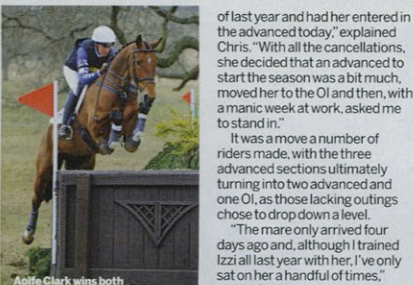 of last year and had her entered in
the advanced today," explained
Chris. "With all the cancellations,
she decided that an advanced to
start the season was a bit much,
moved her to the OI and then, with
a manic week at work, asked me
to stand in."
It was a move a number of
riders made, with the three
advanced sections ultimately
turning into two advanced and
one OI, as those lacking outings
chose to drop down a level.
"The mare only arrived four
days ago and, although I trained
Izzi all last year with her, I've only
sat on her a handful of times,"
Aoife Clark wins both